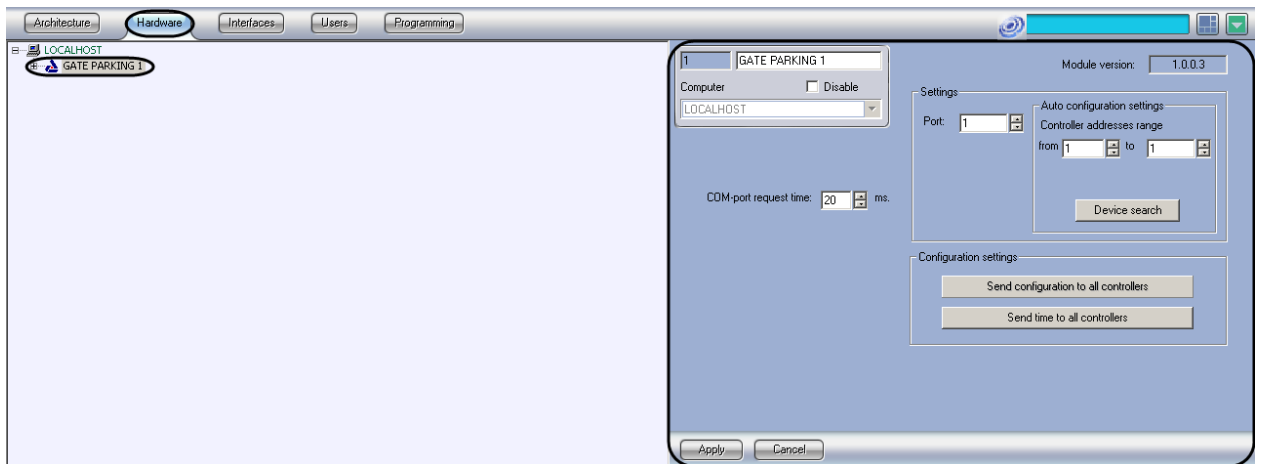 Architecture Hardware Interfaces Users Programming
LOCALHOST
GATE PARKING 1
1 GATE PARKING 1
Computer Disable
LOCALHOST
COM-port request time: 20 ms.
Module version: 1.0.0.3
Settings
Port: 1
Auto configuration settings
Controller addresses range
from 1 to 1
Device search
Configuration settings
Send configuration to all controllers
Send time to all controllers
Apply Cancel